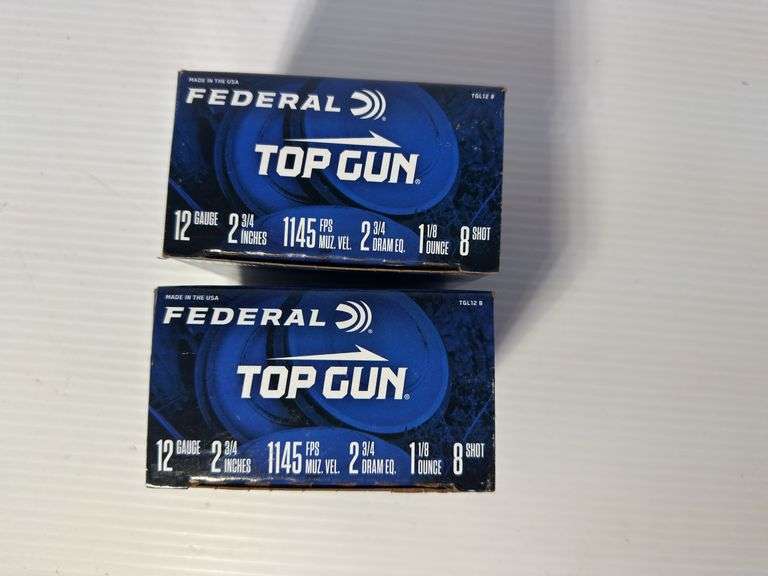 MADE IN THE USA
TGL12 8
FEDERAL ®
TOP GUN®
12 GAUGE 2 3/4 INCHES 1145 FPS MUZ. VEL. 2 3/4 DRAM EQ. 1 1/8 OUNCE 8 SHOT
MADE IN THE USA
TGL12 8
FEDERAL ®
TOP GUN®
12 GAUGE 2 3/4 INCHES 1145 FPS MUZ. VEL. 2 3/4 DRAM EQ. 1 1/8 OUNCE 8 SHOT